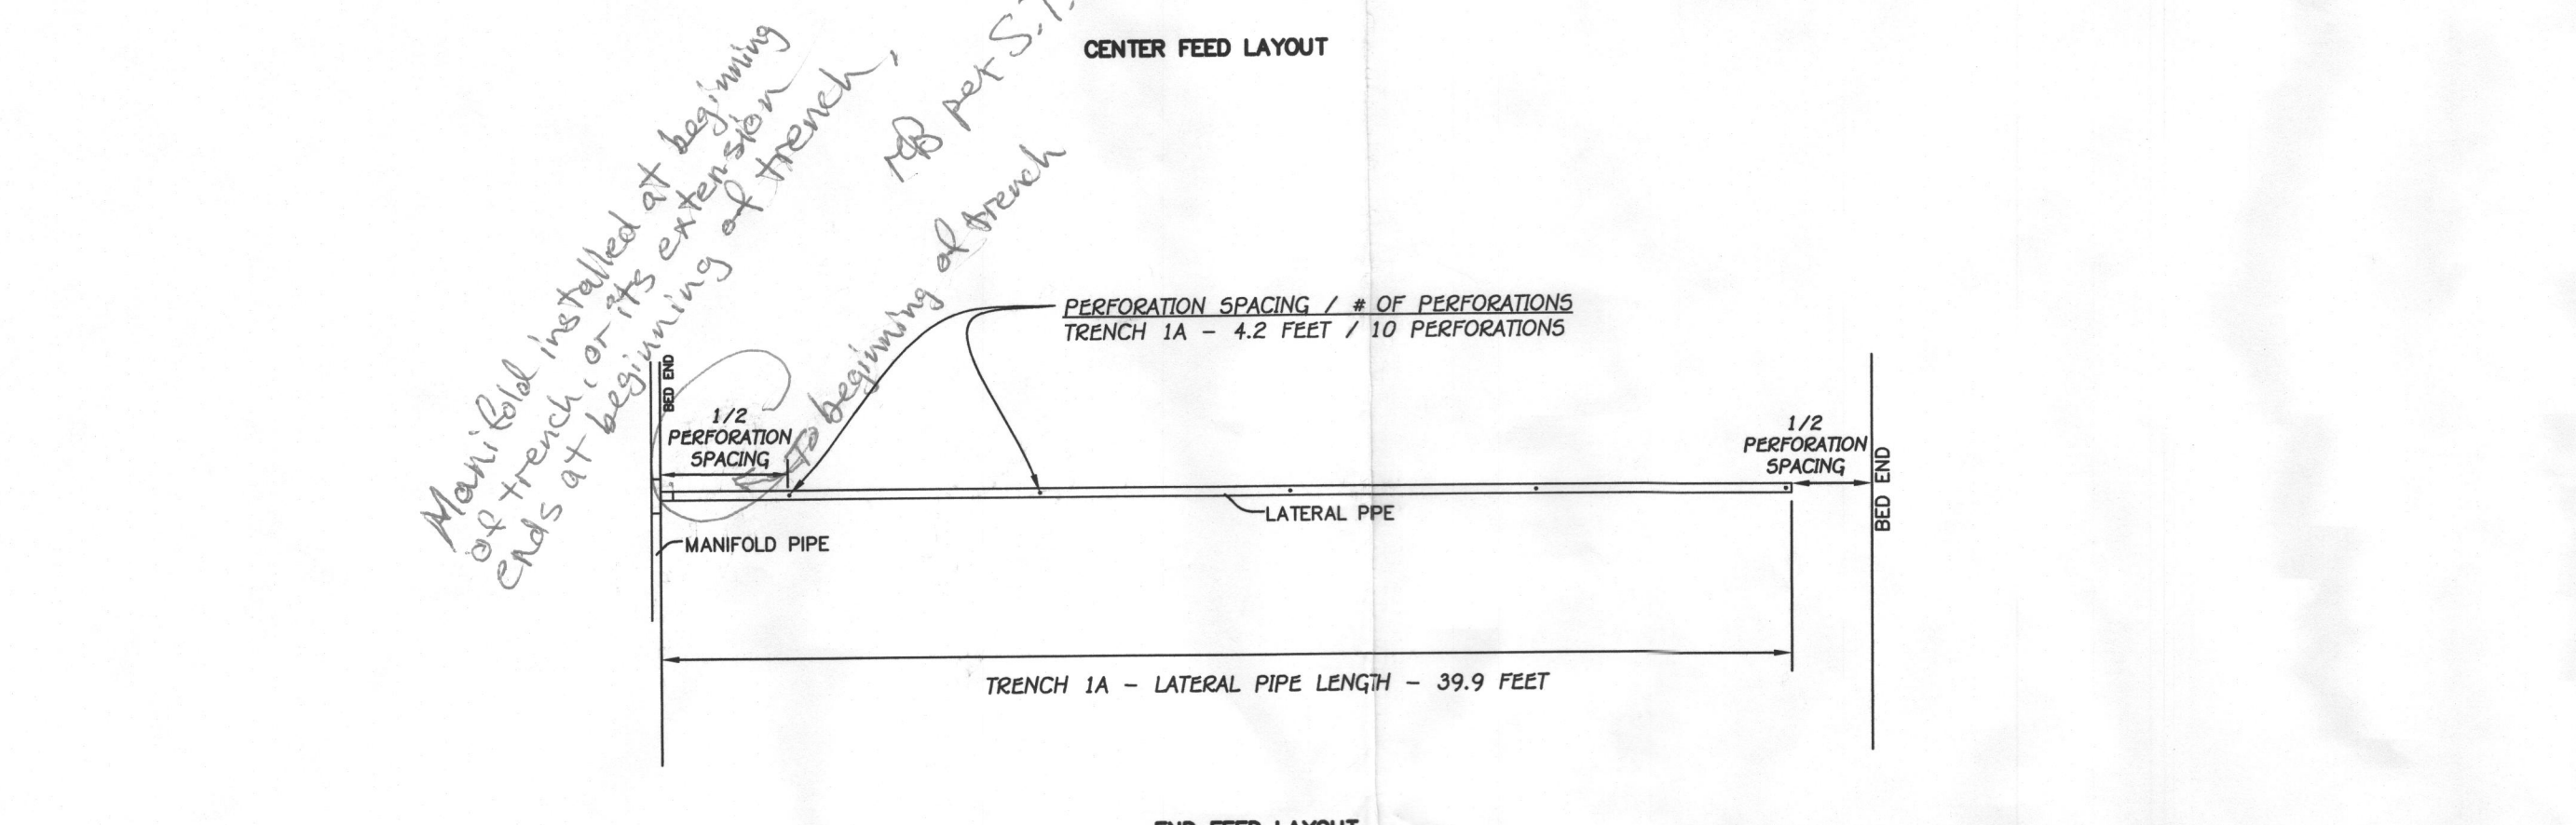 CENTER FEED LAYOUT
Manifold installed at beginning
of trench, or its extension
ends at beginning of trench,
per S.T.
To beginning of trench
PERFORATION SPACING / # OF PERFORATIONS
TRENCH 1A - 4.2 FEET / 10 PERFORATIONS
BED END
1/2
PERFORATION
SPACING
1/2
PERFORATION
SPACING
BED END
LATERAL PPE
MANIFOLD PIPE
TRENCH 1A - LATERAL PIPE LENGTH - 39.9 FEET
END FEED LAYOUT